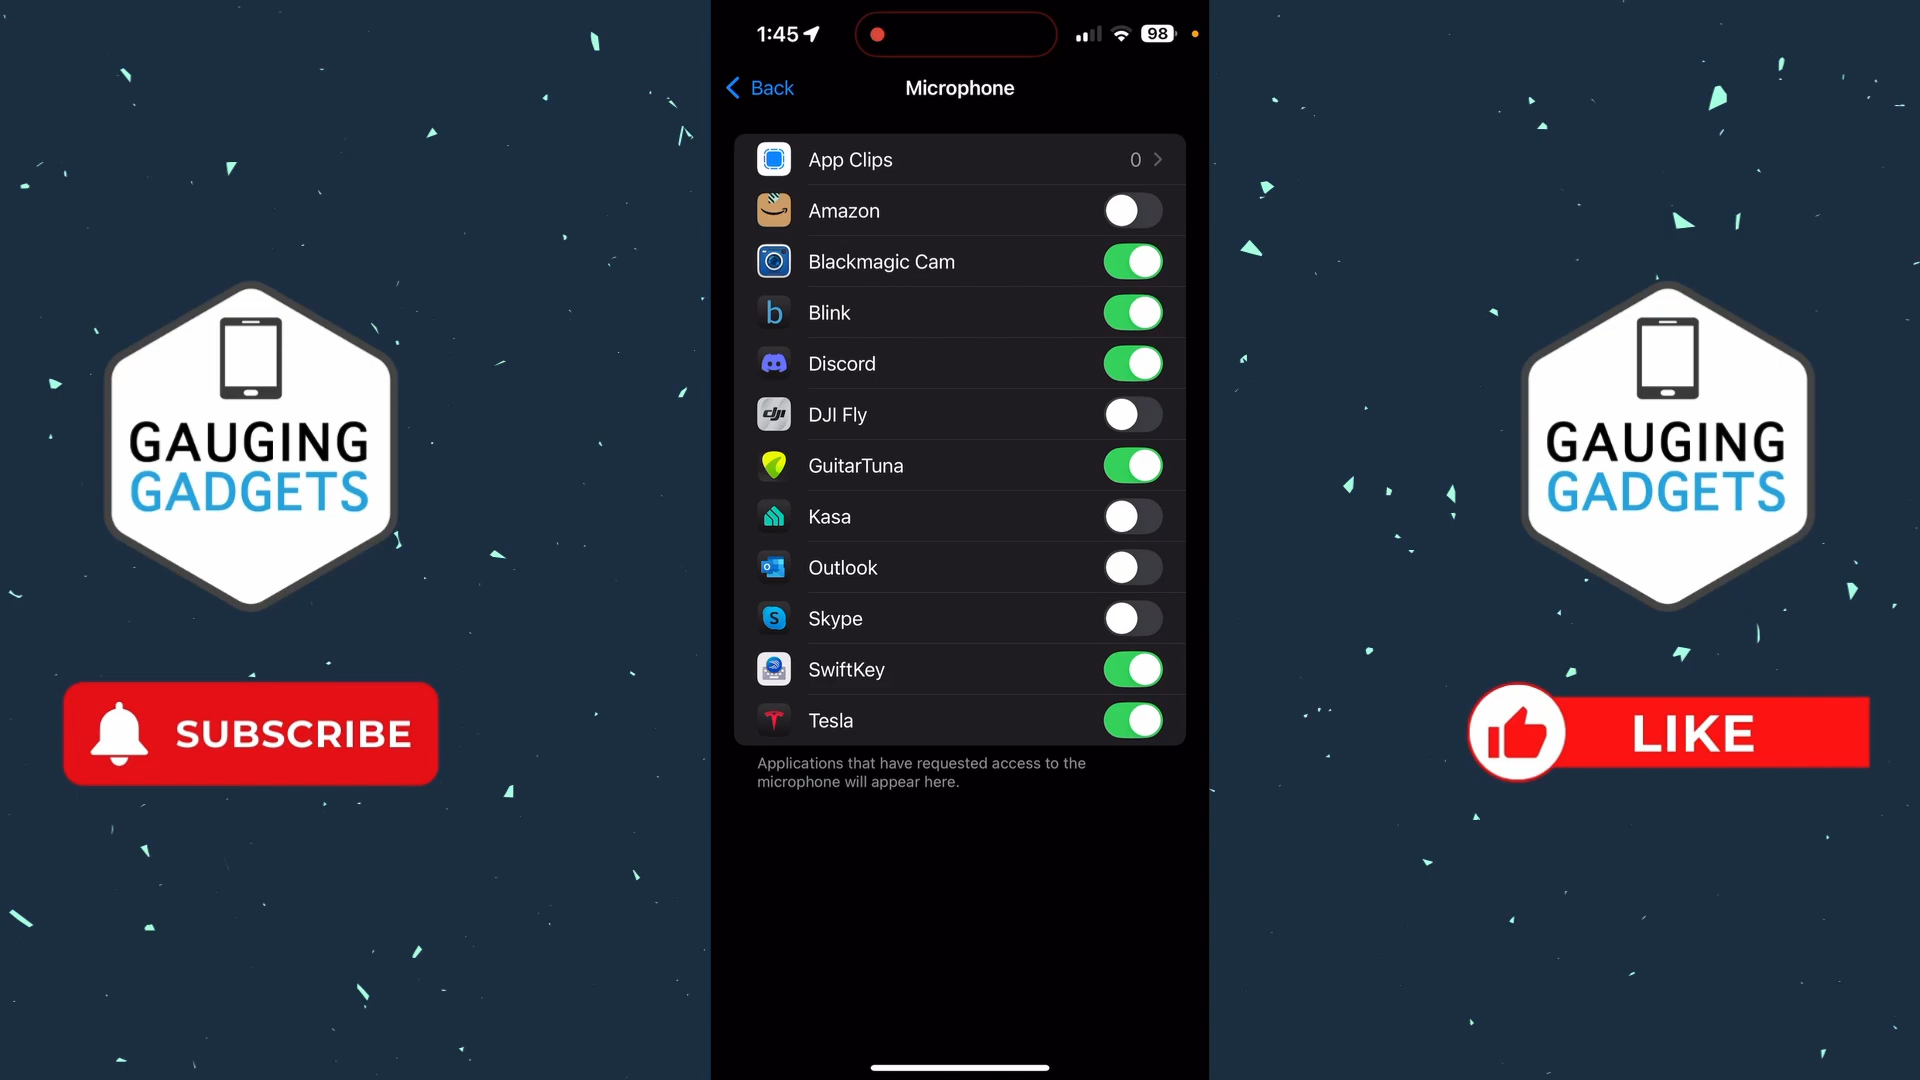 1:45
98
Back
Microphone
App Clips 0
Amazon
Blackmagic Cam
b
Blink
Discord
dji
DJI Fly
GuitarTuna
Kasa
O
Outlook
S
Skype
SwiftKey
Tesla
Applications that have requested access to the
microphone will appear here.
GAUGING
GADGETS
SUBSCRIBE
GAUGING
GADGETS
LIKE